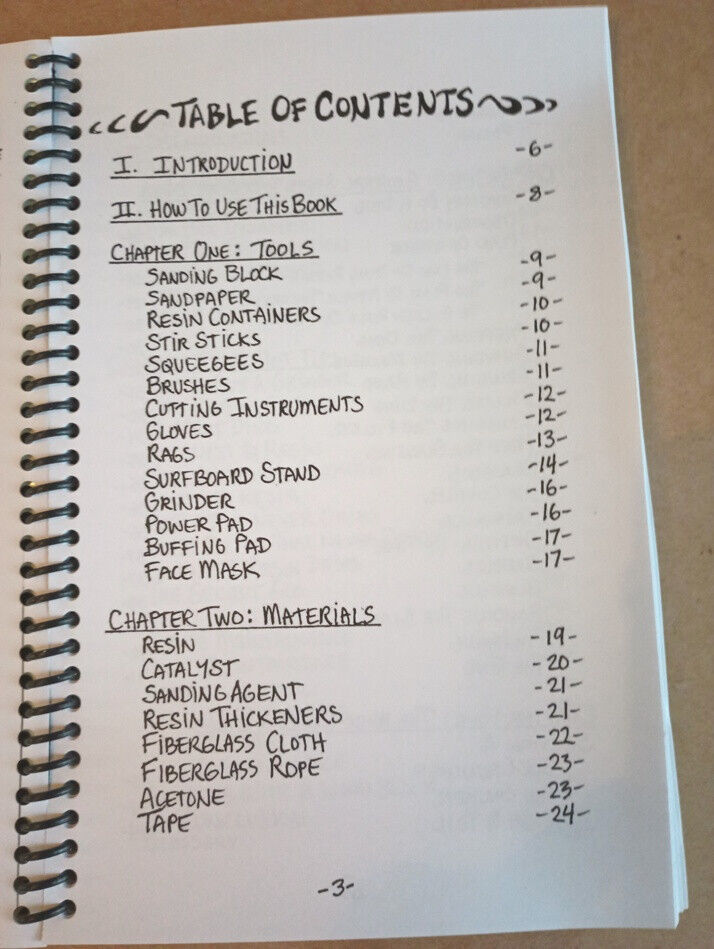 TABLE OF CONTENTS
I. INTRODUCTION -6-
II. HOW TO USE THIS BOOK -8-
CHAPTER ONE: TOOLS
SANDING BLOCK -9-
SANDPAPER -9-
RESIN CONTAINERS -10-
STIR STICKS -10-
SQUEEGEES -11-
BRUSHES -11-
CUTTING INSTRUMENTS -12-
GLOVES -12-
RAGS -13-
SURFBOARD STAND -14-
GRINDER -16-
POWER PAD -16-
BUFFING PAD -17-
FACE MASK -17-
CHAPTER TWO: MATERIALS
RESIN -19-
CATALYST -20-
SANDING AGENT -21-
RESIN THICKENERS -21-
FIBERGLASS CLOTH -22-
FIBERGLASS ROPE -23-
ACETONE -23-
TAPE -24-
-3-